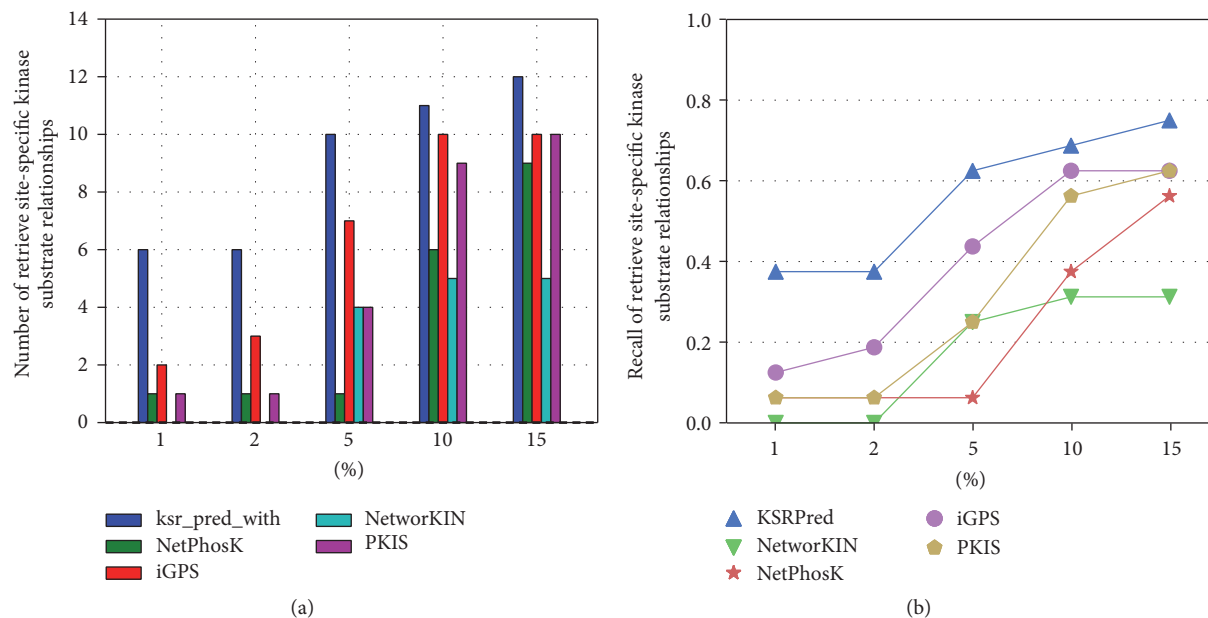 Number of retrieve site-specific kinase
substrate relationships
14
12
10
8
6
4
2
0
1 2 5 10 15
(%)
ksr_pred_with
NetPhosK
iGPS
NetworKIN
PKIS
(a)
Recall of retrieve site-specific kinase
substrate relationships
1.0
0.8
0.6
0.4
0.2
0.0
1 2 5 10 15
(%)
KSRPred
NetworKIN
NetPhosK
iGPS
PKIS
(b)